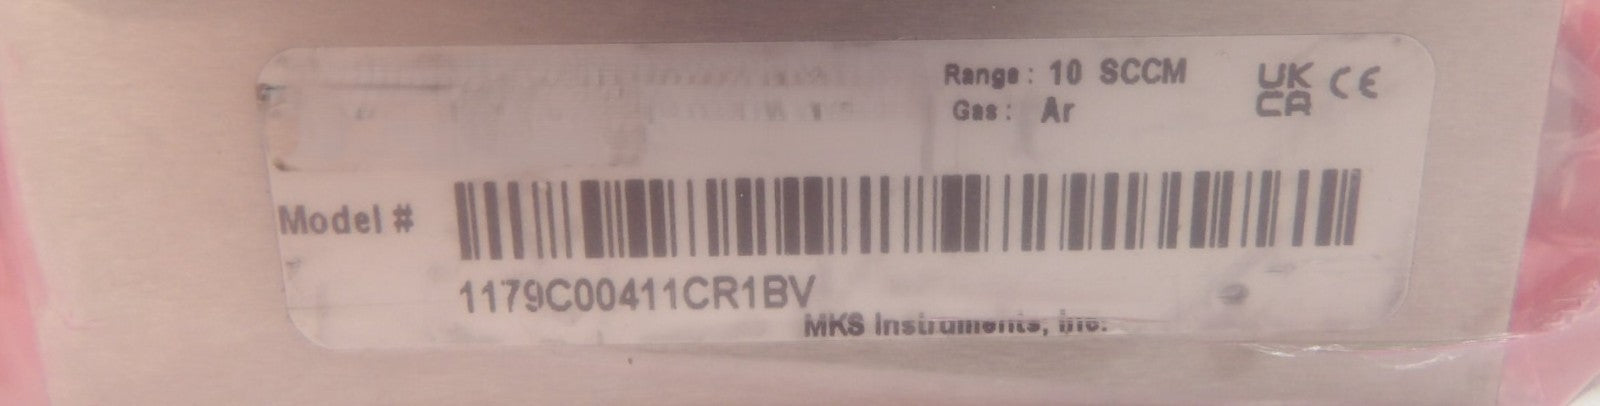 Range: 10 SCCM
Gas: Ar
UK
CA
CE
Model #
1179C00411CR1BV
MKS Instruments, Inc.